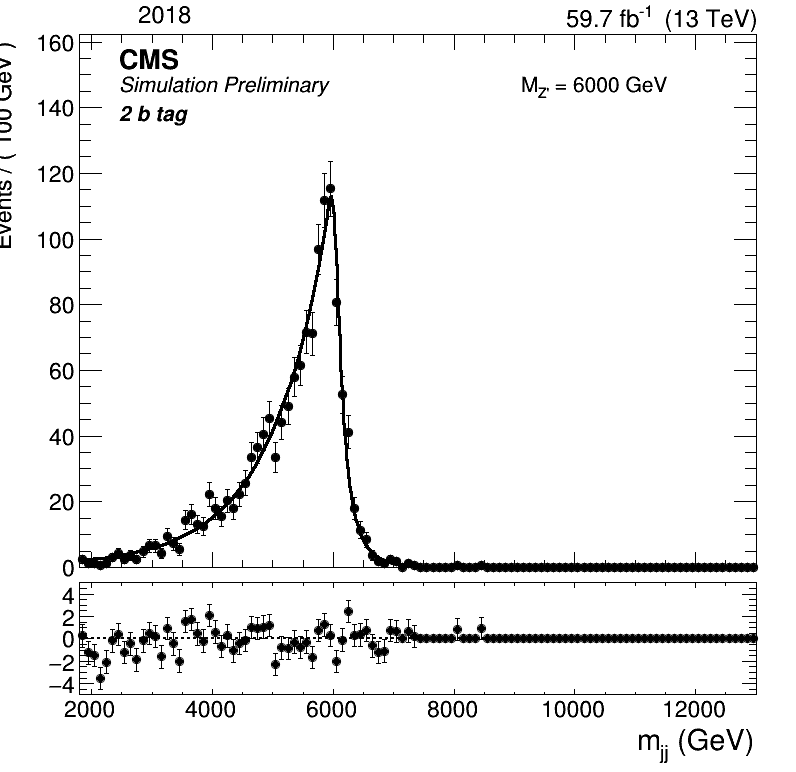 2018 59.7 fb⁻¹ (13 TeV)
CMS
Simulation Preliminary
2 b tag
M_Z' = 6000 GeV
Events / ( 100 GeV )
160
140
120
100
80
60
40
20
0
4
2
0
−2
−4
2000 4000 6000 8000 10000 12000
m_jj (GeV)